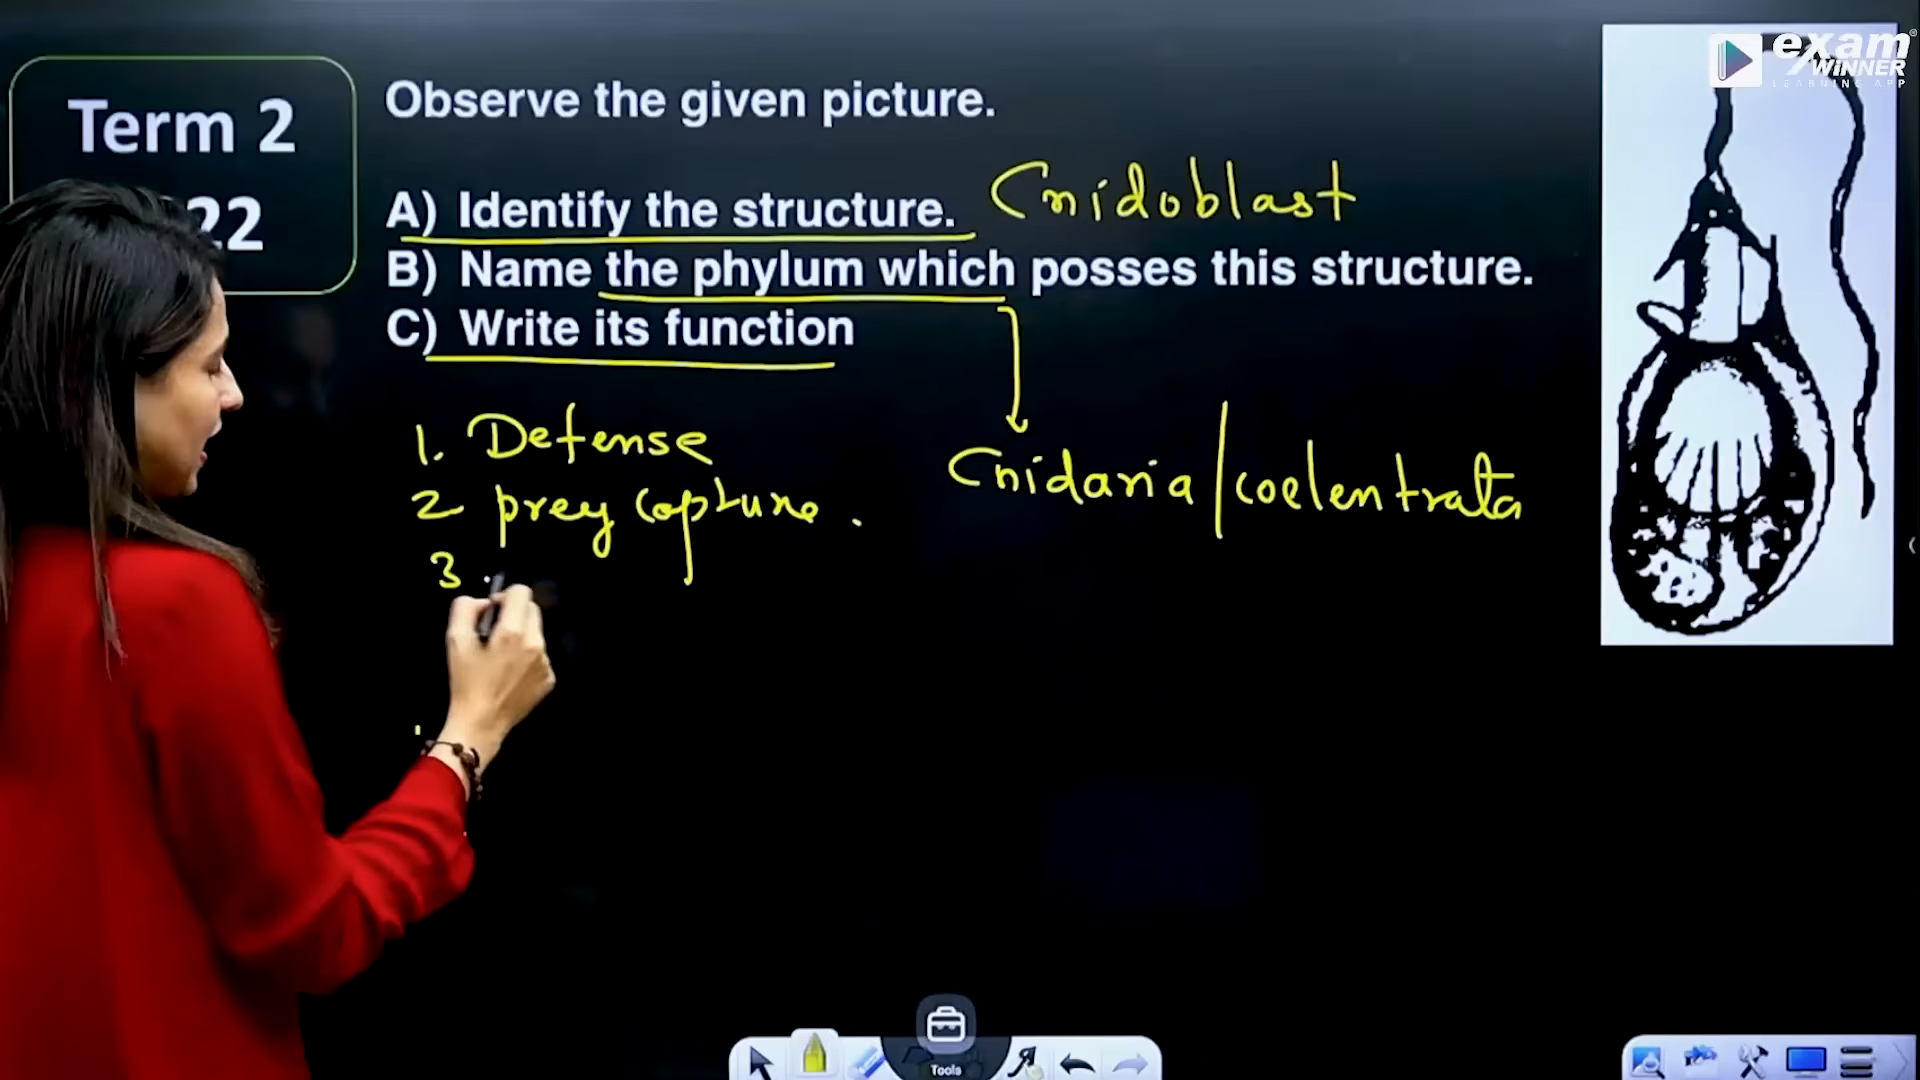 exam
WINNER
LEARNING APP
Term 2
22
Observe the given picture.
A) Identify the structure. Cnidoblast
B) Name the phylum which posses this structure.
C) Write its function
1. Defense
2 prey capture.
3
Cnidaria/coelentrata
Tools